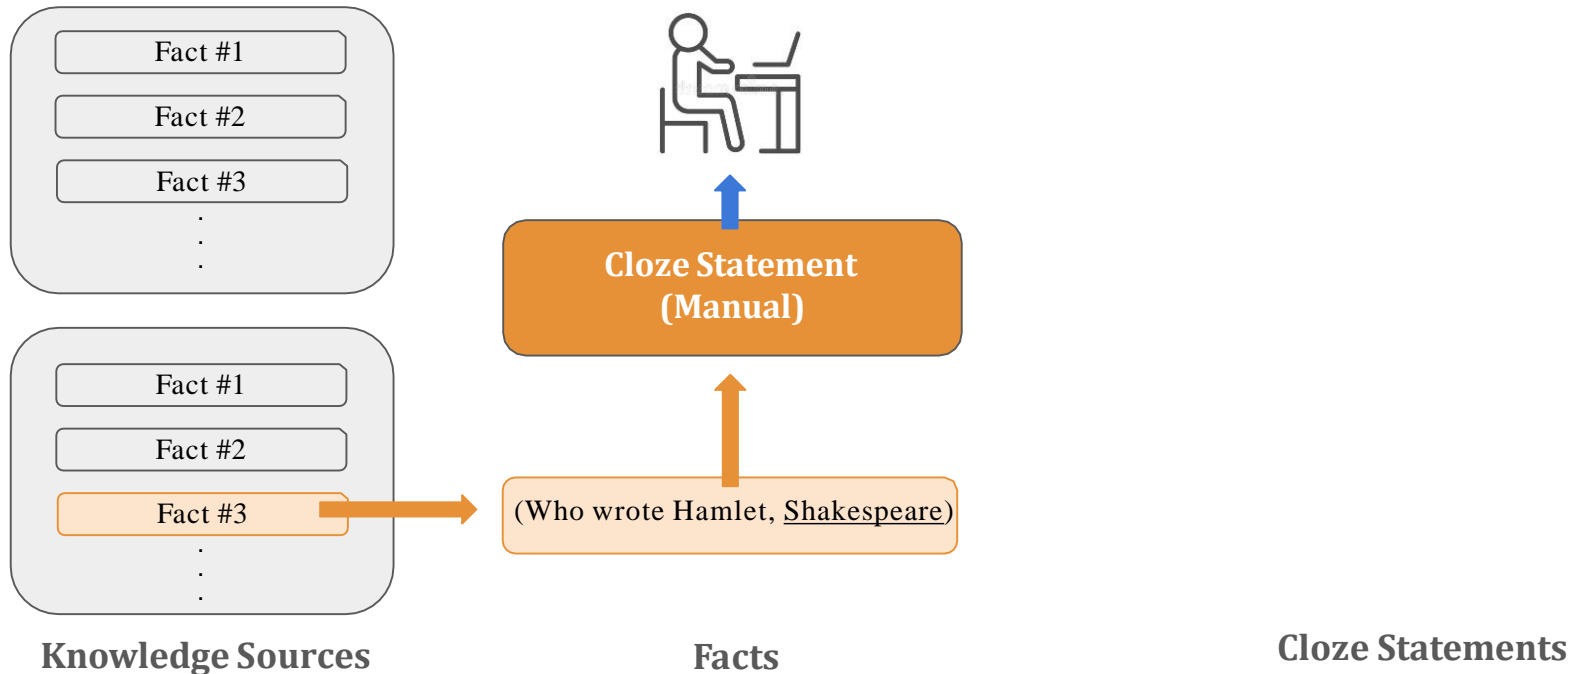 Fact #1
Fact #2
Fact #3
.
.
.
Fact #1
Fact #2
Fact #3
.
.
.
Knowledge Sources
Cloze Statement
(Manual)
(Who wrote Hamlet, Shakespeare)
Facts
Cloze Statements